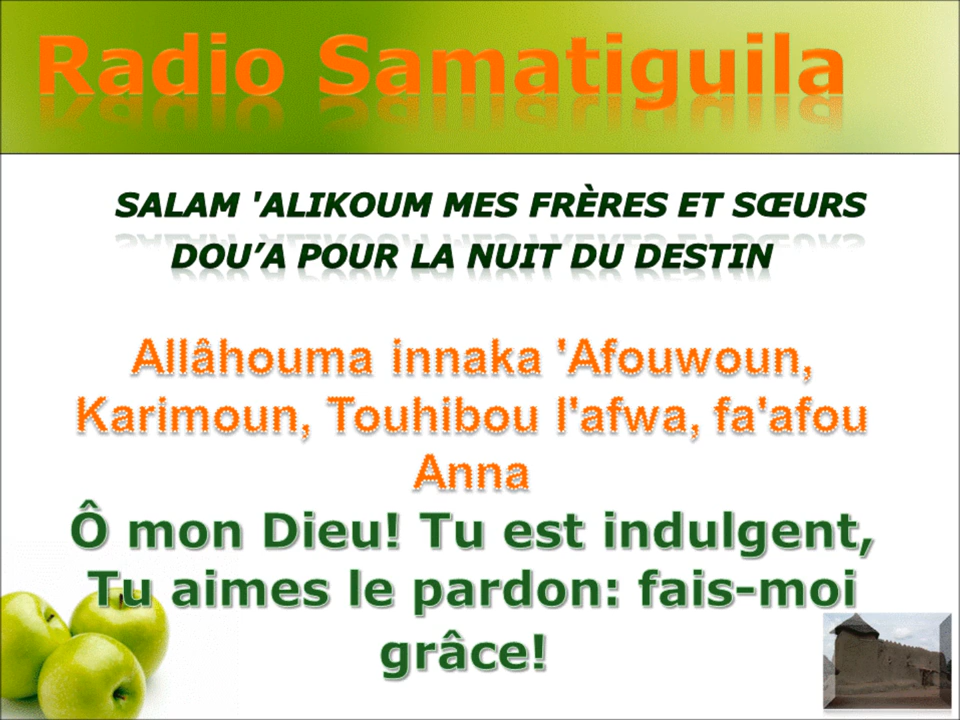 Radio Samatiguila
SALAM 'ALIKOUM MES FRÈRES ET SŒURS
DOU’A POUR LA NUIT DU DESTIN
Allâhouma innaka 'Afouwoun,
Karimoun, Touhibou l'afwa, fa'afou
Anna
Ô mon Dieu! Tu est indulgent,
Tu aimes le pardon: fais-moi
grâce!